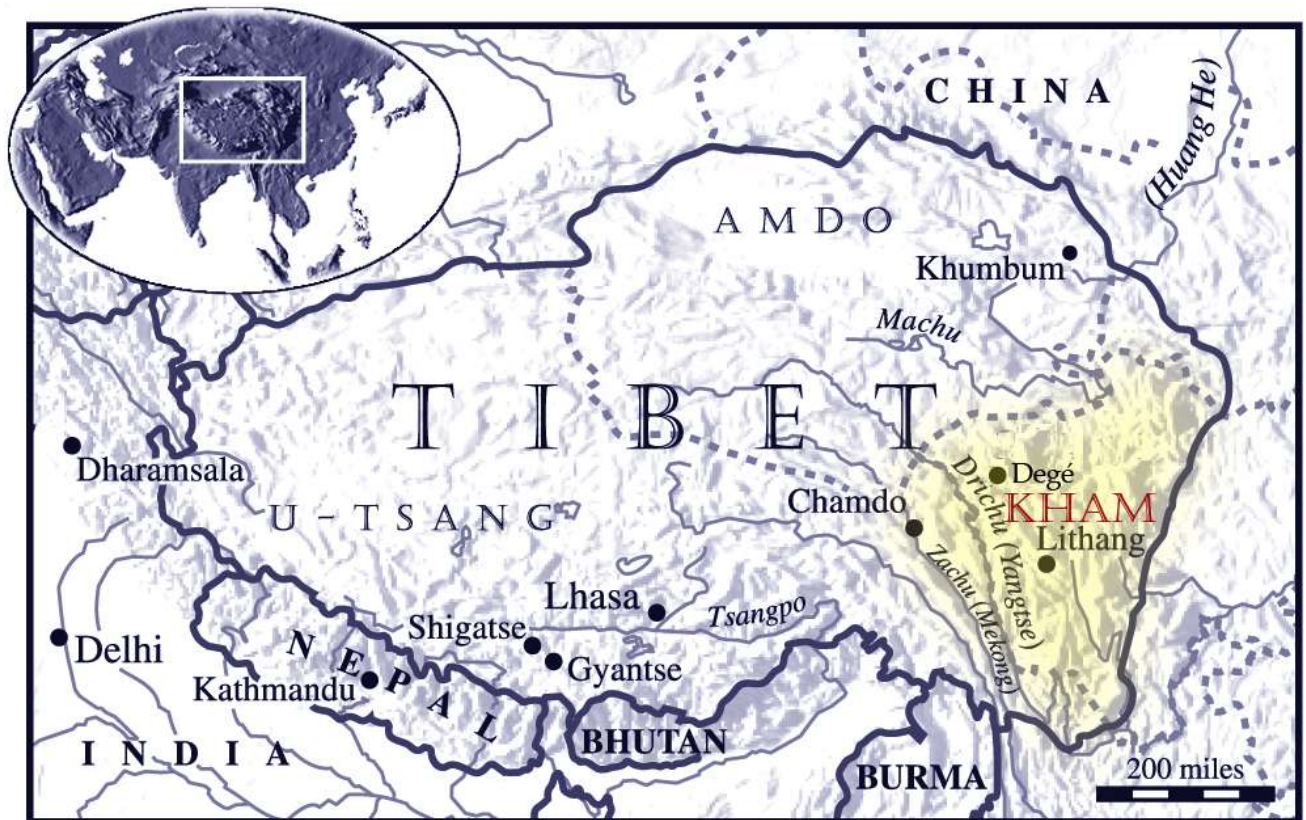 CHINA
(Huang He)
AMDO
Khumbum
Machu
TIBET
Dharamsala
Degé
Drichu (Yangtse)
KHAM
Chamdo
U-TSANG
Lithang
Zachu (Mekong)
Lhasa
Tsangpo
Shigatse
Gyantse
Delhi
NEPAL
Kathmandu
INDIA
BHUTAN
BURMA
200 miles